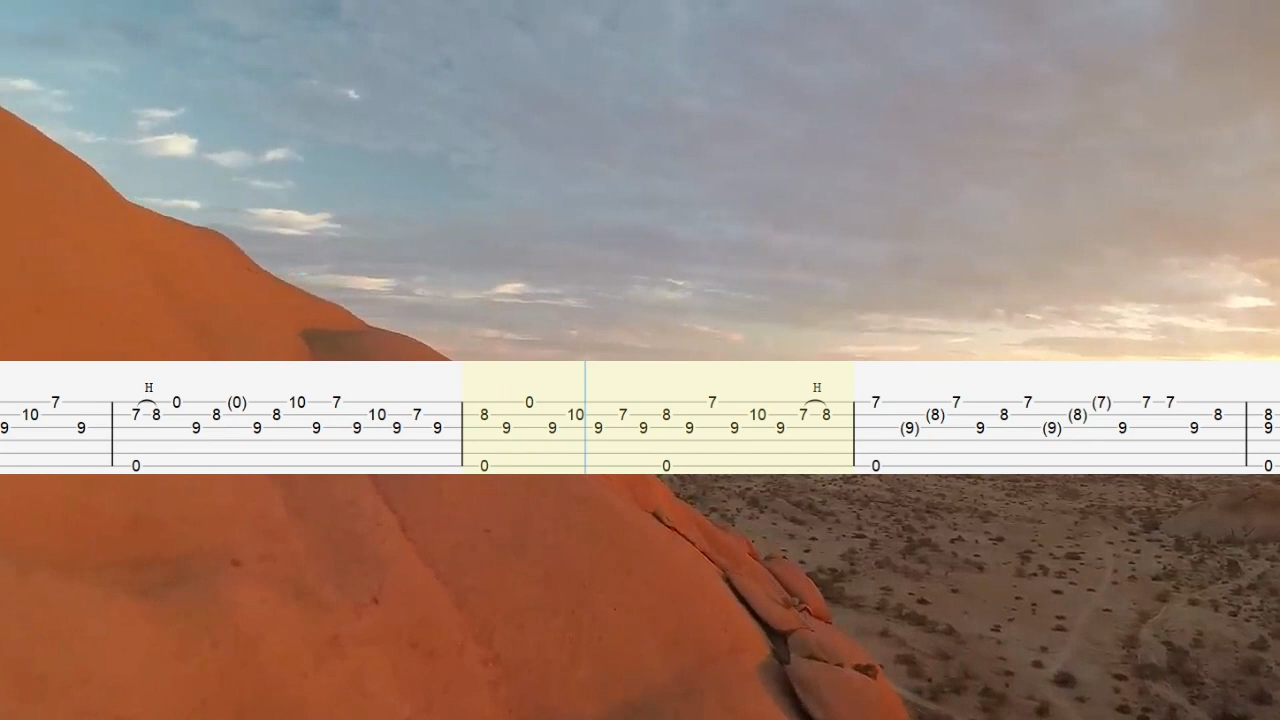 H H
7 0 (0) 10 7 0 7 7 7 7 (7) 7 7
10 7 8 8 8 10 7 8 10 7 8 10 7 8 (8) 8 (8) 8 8
9 9 9 9 9 9 9 9 9 9 9 9 9 9 (9) 9 (9) 9 9 9
0 0 0 0 0